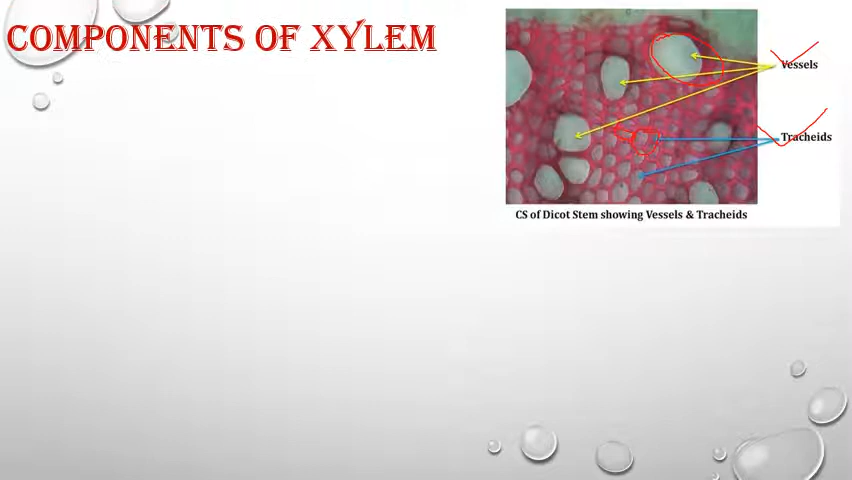 COMPONENTS OF XYLEM
Vessels
Tracheids
CS of Dicot Stem showing Vessels & Tracheids